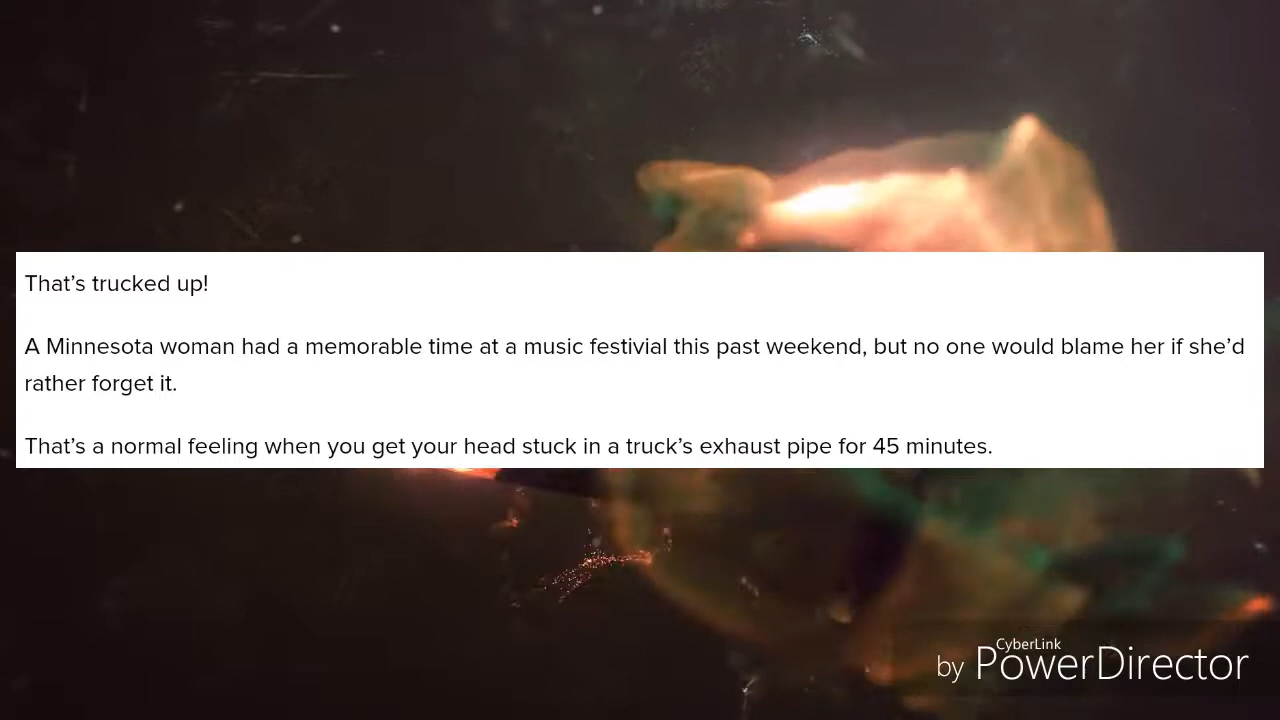 That’s trucked up!
A Minnesota woman had a memorable time at a music festivial this past weekend, but no one would blame her if she’d
rather forget it.
That’s a normal feeling when you get your head stuck in a truck’s exhaust pipe for 45 minutes.
CyberLink
by PowerDirector